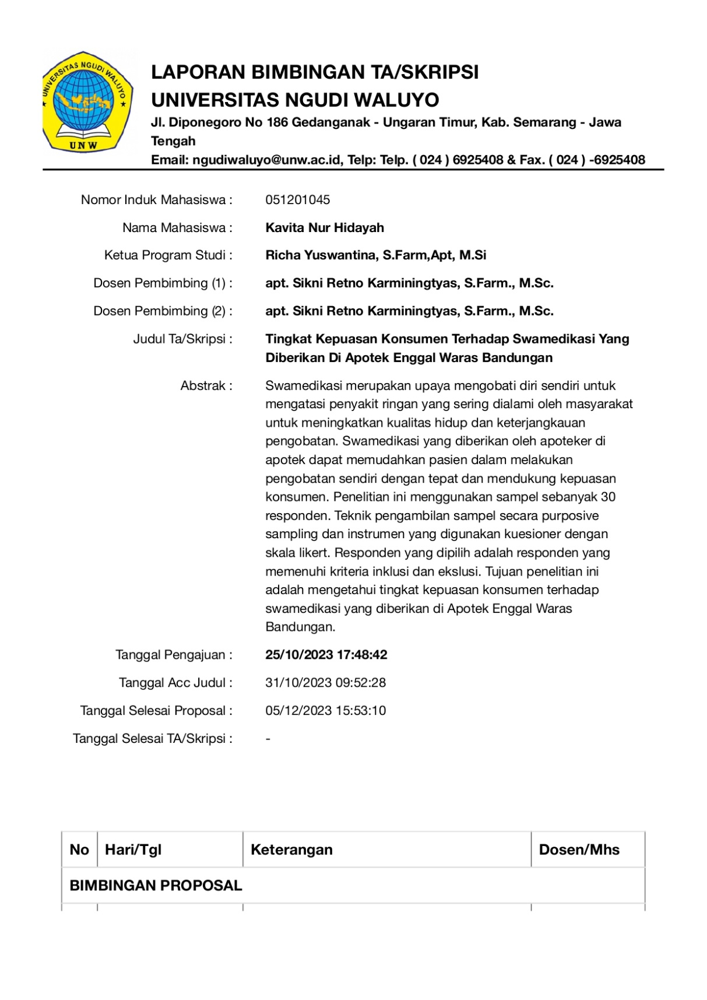 UNIVERSITAS NGUDI WALUYO
UNW
LAPORAN BIMBINGAN TA/SKRIPSI
UNIVERSITAS NGUDI WALUYO
Jl. Diponegoro No 186 Gedanganak - Ungaran Timur, Kab. Semarang - Jawa
Tengah
Email: ngudiwaluyo@unw.ac.id, Telp: Telp. ( 024 ) 6925408 & Fax. ( 024 ) -6925408
Nomor Induk Mahasiswa : 051201045
Nama Mahasiswa : Kavita Nur Hidayah
Ketua Program Studi : Richa Yuswantina, S.Farm,Apt, M.Si
Dosen Pembimbing (1) : apt. Sikni Retno Karminingtyas, S.Farm., M.Sc.
Dosen Pembimbing (2) : apt. Sikni Retno Karminingtyas, S.Farm., M.Sc.
Judul Ta/Skripsi : Tingkat Kepuasan Konsumen Terhadap Swamedikasi Yang
Diberikan Di Apotek Enggal Waras Bandungan
Abstrak : Swamedikasi merupakan upaya mengobati diri sendiri untuk
mengatasi penyakit ringan yang sering dialami oleh masyarakat
untuk meningkatkan kualitas hidup dan keterjangkauan
pengobatan. Swamedikasi yang diberikan oleh apoteker di
apotek dapat memudahkan pasien dalam melakukan
pengobatan sendiri dengan tepat dan mendukung kepuasan
konsumen. Penelitian ini menggunakan sampel sebanyak 30
responden. Teknik pengambilan sampel secara purposive
sampling dan instrumen yang digunakan kuesioner dengan
skala likert. Responden yang dipilih adalah responden yang
memenuhi kriteria inklusi dan ekslusi. Tujuan penelitian ini
adalah mengetahui tingkat kepuasan konsumen terhadap
swamedikasi yang diberikan di Apotek Enggal Waras
Bandungan.
Tanggal Pengajuan : 25/10/2023 17:48:42
Tanggal Acc Judul : 31/10/2023 09:52:28
Tanggal Selesai Proposal : 05/12/2023 15:53:10
Tanggal Selesai TA/Skripsi : -
No Hari/Tgl Keterangan Dosen/Mhs
BIMBINGAN PROPOSAL